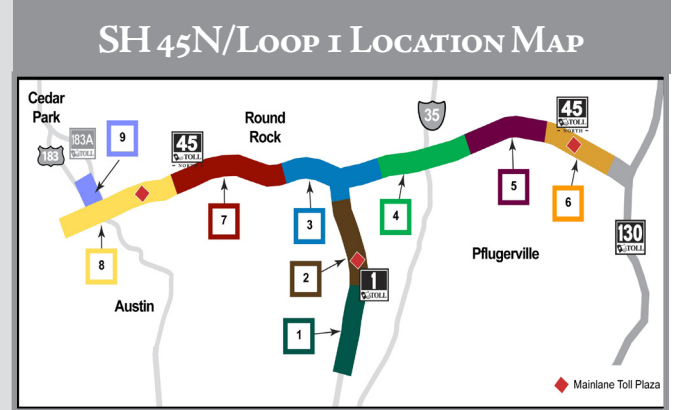 SH 45N/Loop 1 Location Map
Cedar
Park
183A
TOLL
183
9
45
TOLL
NORTH
Round
Rock
35
45
TOLL
NORTH
8
7
3
4
5
6
130
TOLL
Pflugerville
2
1
TOLL
Austin
1
Mainlane Toll Plaza